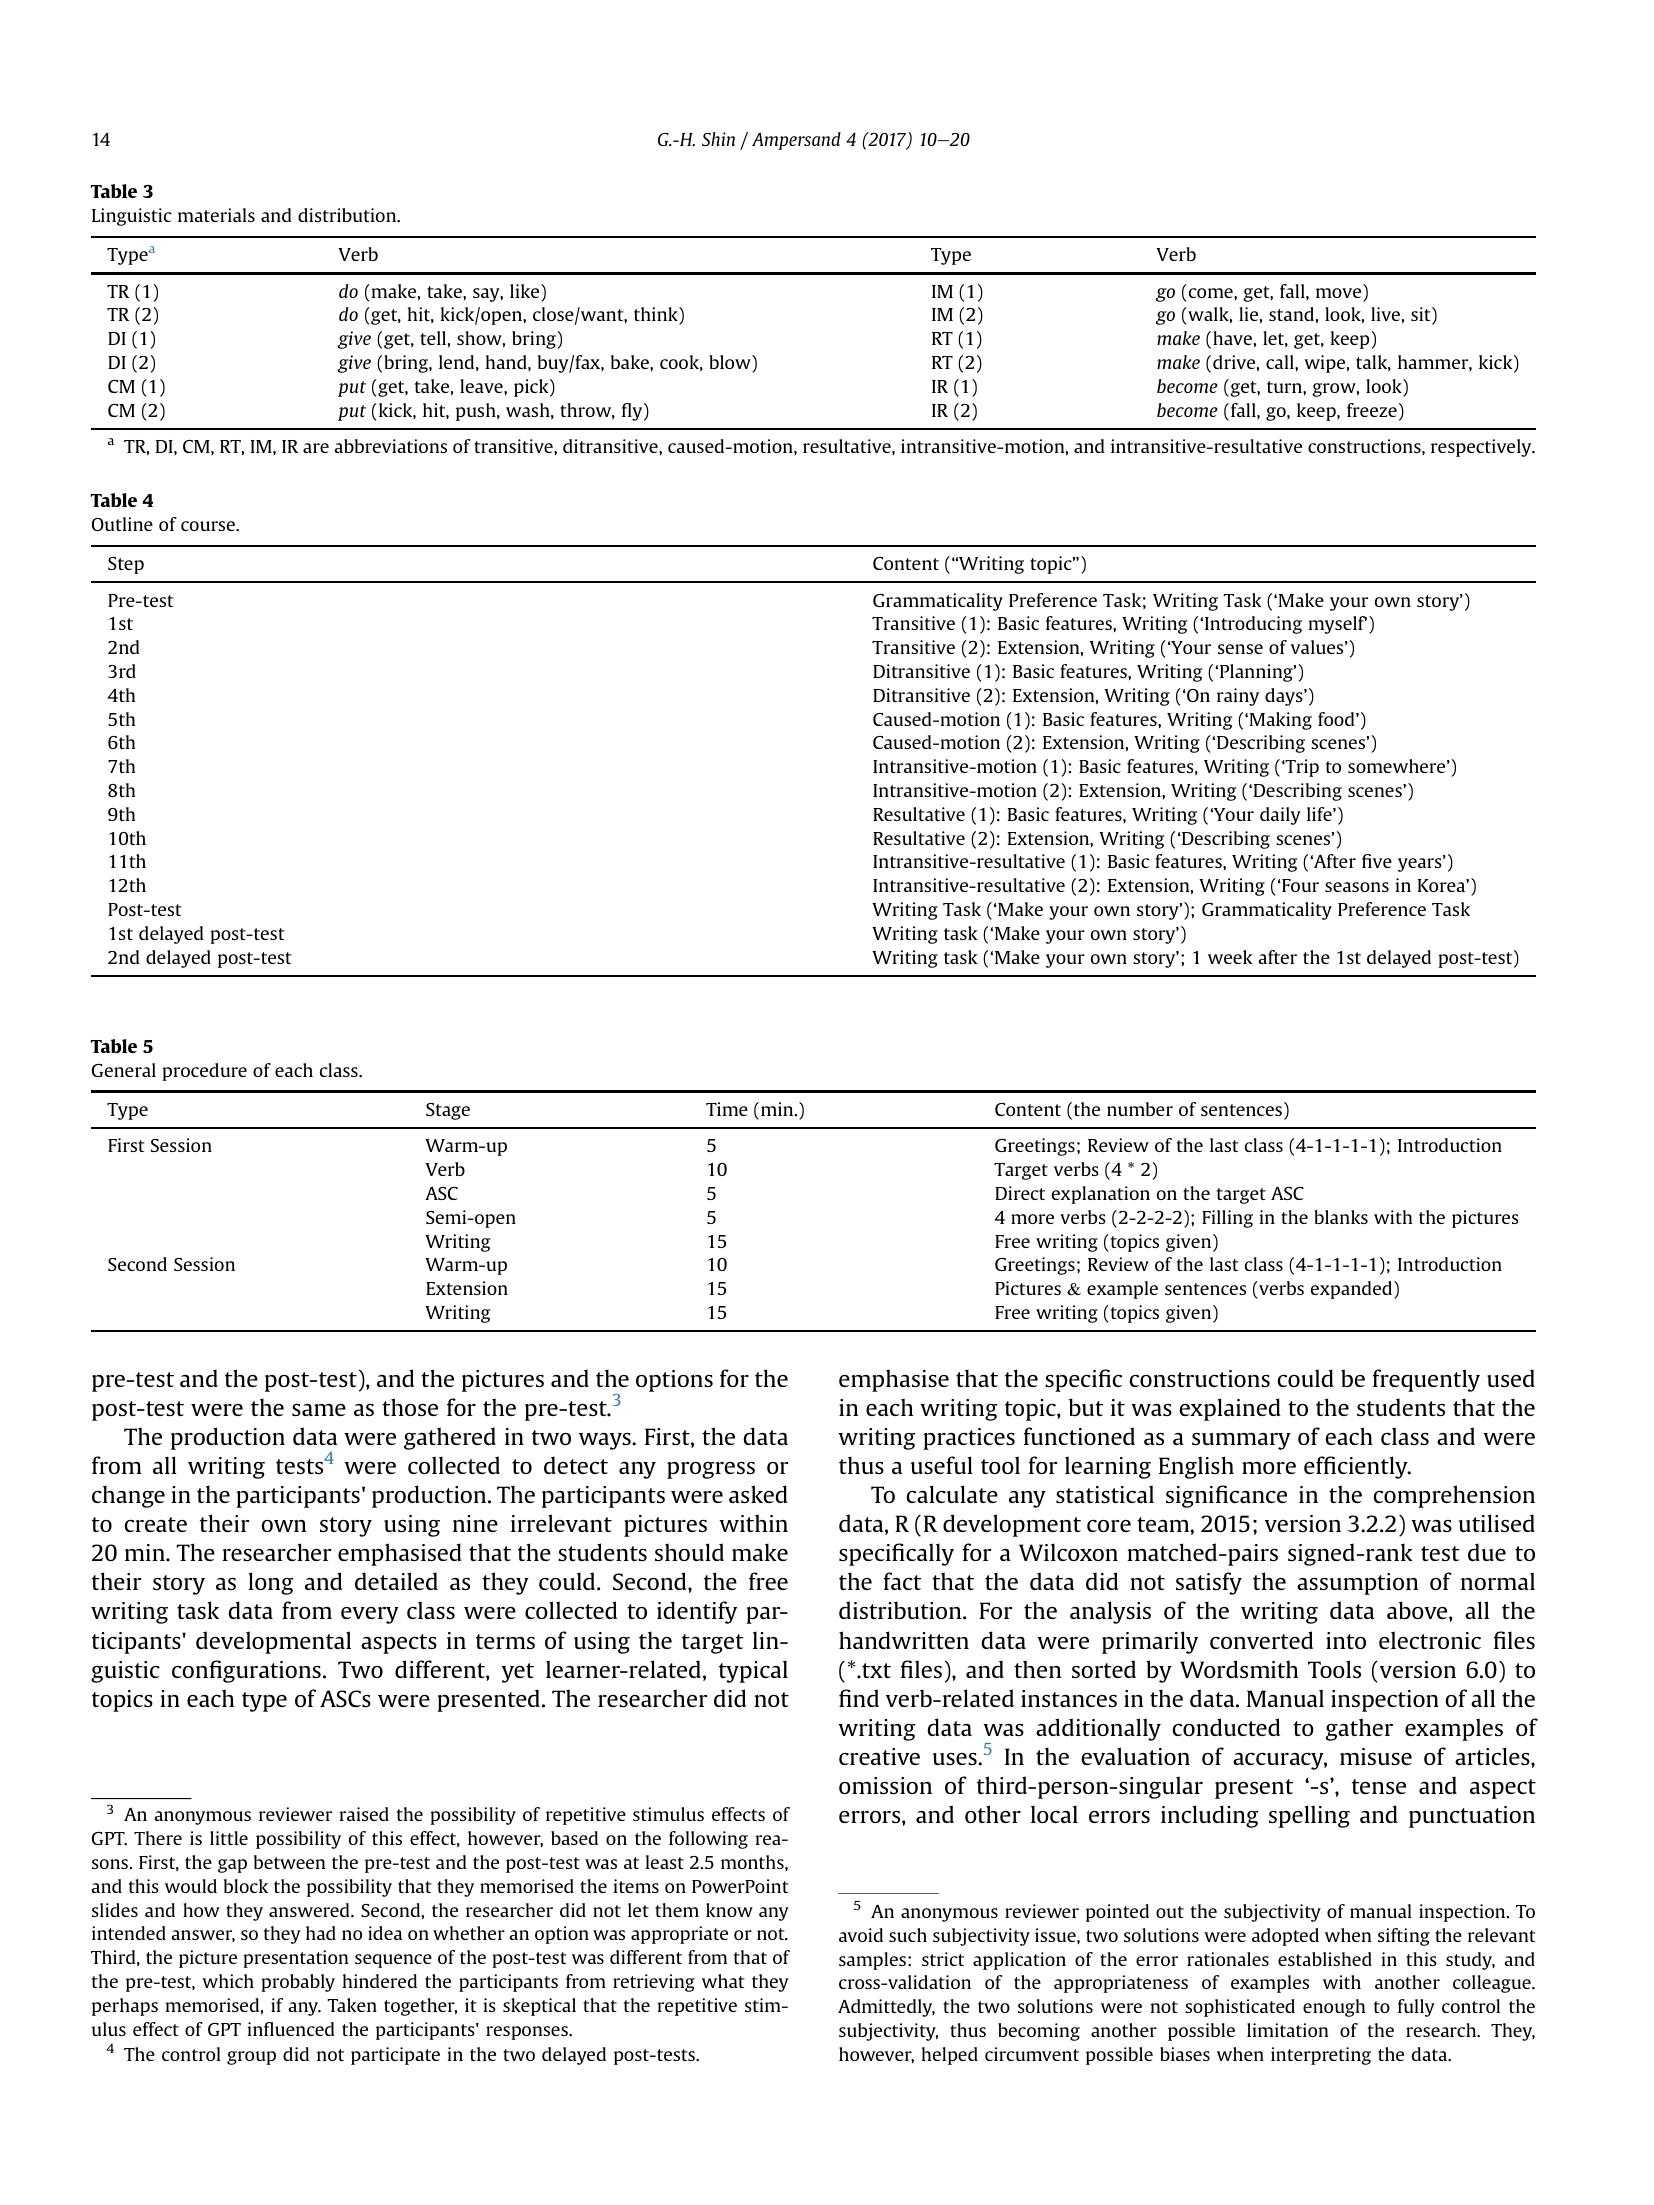 14
G.-H. Shin / Ampersand 4 (2017) 10–20
Table 3
Linguistic materials and distribution.
Typea Verb Type Verb
TR (1) do (make, take, say, like) IM (1) go (come, get, fall, move)
TR (2) do (get, hit, kick/open, close/want, think) IM (2) go (walk, lie, stand, look, live, sit)
DI (1) give (get, tell, show, bring) RT (1) make (have, let, get, keep)
DI (2) give (bring, lend, hand, buy/fax, bake, cook, blow) RT (2) make (drive, call, wipe, talk, hammer, kick)
CM (1) put (get, take, leave, pick) IR (1) become (get, turn, grow, look)
CM (2) put (kick, hit, push, wash, throw, fly) IR (2) become (fall, go, keep, freeze)
a TR, DI, CM, RT, IM, IR are abbreviations of transitive, ditransitive, caused-motion, resultative, intransitive-motion, and intransitive-resultative constructions, respectively.
Table 4
Outline of course.
Step Content (“Writing topic”)
Pre-test Grammaticality Preference Task; Writing Task (‘Make your own story’)
1st Transitive (1): Basic features, Writing (‘Introducing myself’)
2nd Transitive (2): Extension, Writing (‘Your sense of values’)
3rd Ditransitive (1): Basic features, Writing (‘Planning’)
4th Ditransitive (2): Extension, Writing (‘On rainy days’)
5th Caused-motion (1): Basic features, Writing (‘Making food’)
6th Caused-motion (2): Extension, Writing (‘Describing scenes’)
7th Intransitive-motion (1): Basic features, Writing (‘Trip to somewhere’)
8th Intransitive-motion (2): Extension, Writing (‘Describing scenes’)
9th Resultative (1): Basic features, Writing (‘Your daily life’)
10th Resultative (2): Extension, Writing (‘Describing scenes’)
11th Intransitive-resultative (1): Basic features, Writing (‘After five years’)
12th Intransitive-resultative (2): Extension, Writing (‘Four seasons in Korea’)
Post-test Writing Task (‘Make your own story’); Grammaticality Preference Task
1st delayed post-test Writing task (‘Make your own story’)
2nd delayed post-test Writing task (‘Make your own story’; 1 week after the 1st delayed post-test)
Table 5
General procedure of each class.
Type Stage Time (min.) Content (the number of sentences)
First Session Warm-up 5 Greetings; Review of the last class (4-1-1-1-1); Introduction
Verb 10 Target verbs (4 * 2)
ASC 5 Direct explanation on the target ASC
Semi-open 5 4 more verbs (2-2-2-2); Filling in the blanks with the pictures
Writing 15 Free writing (topics given)
Second Session Warm-up 10 Greetings; Review of the last class (4-1-1-1-1); Introduction
Extension 15 Pictures & example sentences (verbs expanded)
Writing 15 Free writing (topics given)
pre-test and the post-test), and the pictures and the options for the
post-test were the same as those for the pre-test.3
The production data were gathered in two ways. First, the data
from all writing tests4 were collected to detect any progress or
change in the participants' production. The participants were asked
to create their own story using nine irrelevant pictures within
20 min. The researcher emphasised that the students should make
their story as long and detailed as they could. Second, the free
writing task data from every class were collected to identify par-
ticipants' developmental aspects in terms of using the target lin-
guistic configurations. Two different, yet learner-related, typical
topics in each type of ASCs were presented. The researcher did not
3 An anonymous reviewer raised the possibility of repetitive stimulus effects of
GPT. There is little possibility of this effect, however, based on the following rea-
sons. First, the gap between the pre-test and the post-test was at least 2.5 months,
and this would block the possibility that they memorised the items on PowerPoint
slides and how they answered. Second, the researcher did not let them know any
intended answer, so they had no idea on whether an option was appropriate or not.
Third, the picture presentation sequence of the post-test was different from that of
the pre-test, which probably hindered the participants from retrieving what they
perhaps memorised, if any. Taken together, it is skeptical that the repetitive stim-
ulus effect of GPT influenced the participants' responses.
4 The control group did not participate in the two delayed post-tests.
emphasise that the specific constructions could be frequently used
in each writing topic, but it was explained to the students that the
writing practices functioned as a summary of each class and were
thus a useful tool for learning English more efficiently.
To calculate any statistical significance in the comprehension
data, R (R development core team, 2015; version 3.2.2) was utilised
specifically for a Wilcoxon matched-pairs signed-rank test due to
the fact that the data did not satisfy the assumption of normal
distribution. For the analysis of the writing data above, all the
handwritten data were primarily converted into electronic files
(*.txt files), and then sorted by Wordsmith Tools (version 6.0) to
find verb-related instances in the data. Manual inspection of all the
writing data was additionally conducted to gather examples of
creative uses.5 In the evaluation of accuracy, misuse of articles,
omission of third-person-singular present ‘-s’, tense and aspect
errors, and other local errors including spelling and punctuation
5 An anonymous reviewer pointed out the subjectivity of manual inspection. To
avoid such subjectivity issue, two solutions were adopted when sifting the relevant
samples: strict application of the error rationales established in this study, and
cross-validation of the appropriateness of examples with another colleague.
Admittedly, the two solutions were not sophisticated enough to fully control the
subjectivity, thus becoming another possible limitation of the research. They,
however, helped circumvent possible biases when interpreting the data.